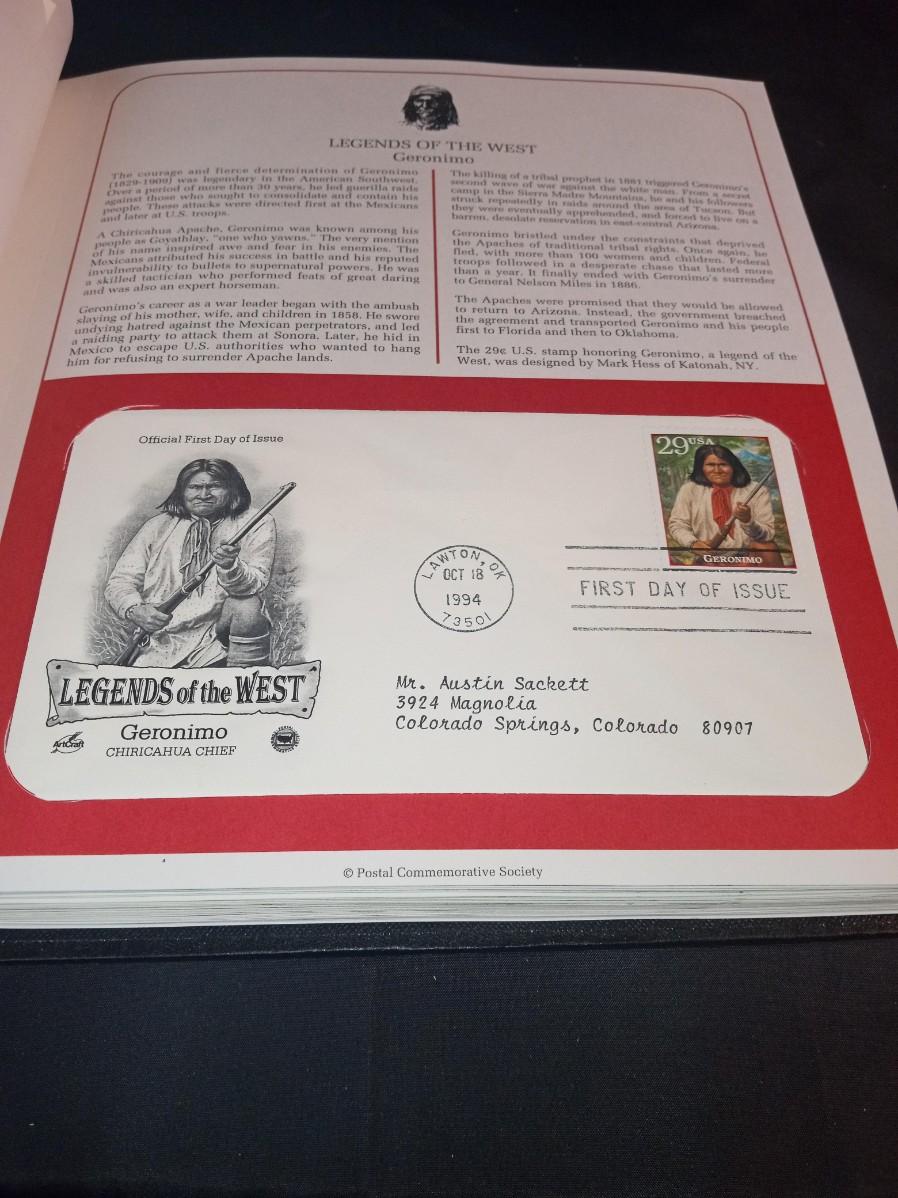 LEGENDS OF THE WEST
Geronimo
The courage and fierce determination of Geronimo
(1829-1909) was legendary in the American Southwest.
Over a period of more than 30 years, he led guerilla raids
against those who sought to consolidate and contain his
people. These attacks were directed first at the Mexicans
and later at U.S. troops.
A Chiricahua Apache, Geronimo was known among his
people as Goyathlay, "one who yawns." The very mention
of his name inspired awe and fear in his enemies. The
Mexicans attributed his success in battle and his reputed
invulnerability to bullets to supernatural powers. He was
a skilled tactician who performed feats of great daring
and was also an expert horseman.
Geronimo's career as a war leader began with the ambush
slaying of his mother, wife, and children in 1858. He swore
undying hatred against the Mexican perpetrators, and led
a raiding party to attack them at Sonora. Later, he hid in
Mexico to escape U.S. authorities who wanted to hang
him for refusing to surrender Apache lands.
The killing of a tribal prophet in 1881 triggered Geronimo's
second wave of war against the white man. From a secret
camp in the Sierra Madre Mountains, he and his followers
struck repeatedly in raids around the area of Tucson. But
they were eventually apprehended, and forced to live on a
barren, desolate reservation in east-central Arizona.
Geronimo bristled under the constraints that deprived
the Apaches of traditional tribal rights. Once again, he
fled, with more than 100 women and children. Federal
troops followed in a desperate chase that lasted more
than a year. It finally ended with Geronimo's surrender
to General Nelson Miles in 1886.
The Apaches were promised that they would be allowed
to return to Arizona. Instead, the government breached
the agreement and transported Geronimo and his people
first to Florida and then to Oklahoma.
The 29¢ U.S. stamp honoring Geronimo, a legend of the
West, was designed by Mark Hess of Katonah, NY.
Official First Day of Issue
29 USA
GERONIMO
LAWTON, OK
OCT 18
1994
73501
FIRST DAY OF ISSUE
LEGENDS of the WEST
Geronimo
CHIRICAHUA CHIEF
ArtCraft
Mr. Austin Sackett
3924 Magnolia
Colorado Springs, Colorado 80907
© Postal Commemorative Society